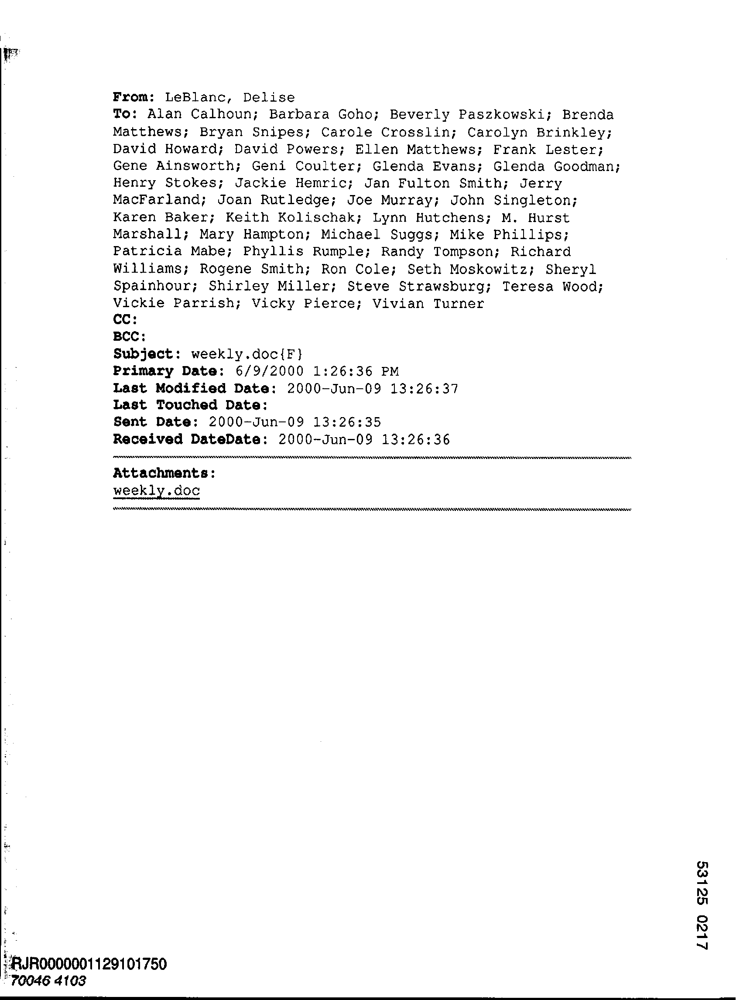 From: LeBlanc, Delise
To: Alan Calhoun; Barbara Goho; Beverly Paszkowski; Brenda
Matthews; Bryan Snipes; Carole Crosslin; Carolyn Brinkley;
David Howard; David Powers; Ellen Matthews; Frank Lester;
Gene Ainsworth; Geni Coulter; Glenda Evans; Glenda Goodman;
Henry Stokes; Jackie Hemric; Jan Fulton Smith; Jerry
MacFarland; Joan Rutledge; Joe Murray; John Singleton;
Karen Baker; Keith Kolischak; Lynn Hutchens; M. Hurst
Marshall; Mary Hampton; Michael Suggs; Mike Phillips;
Patricia Mabe; Phyllis Rumple; Randy Tompson; Richard
Williams; Rogene Smith; Ron Cole; Seth Moskowitz; Sheryl
Spainhour; Shirley Miller; Steve Strawsburg; Teresa Wood;
Vickie Parrish; Vicky Pierce; Vivian Turner
CC:
BCC:
Subject: weekly.doc{F}
Primary Date: 6/9/2000 1:26:36 PM
Last Modified Date: 2000-Jun-09 13:26:37
Last Touched Date:
Sent Date: 2000-Jun-09 13:26:35
Received DateDate: 2000-Jun-09 13:26:36
Attachments:
weekly.doc
53125 0217
RJR0000001129101750
70046 4103